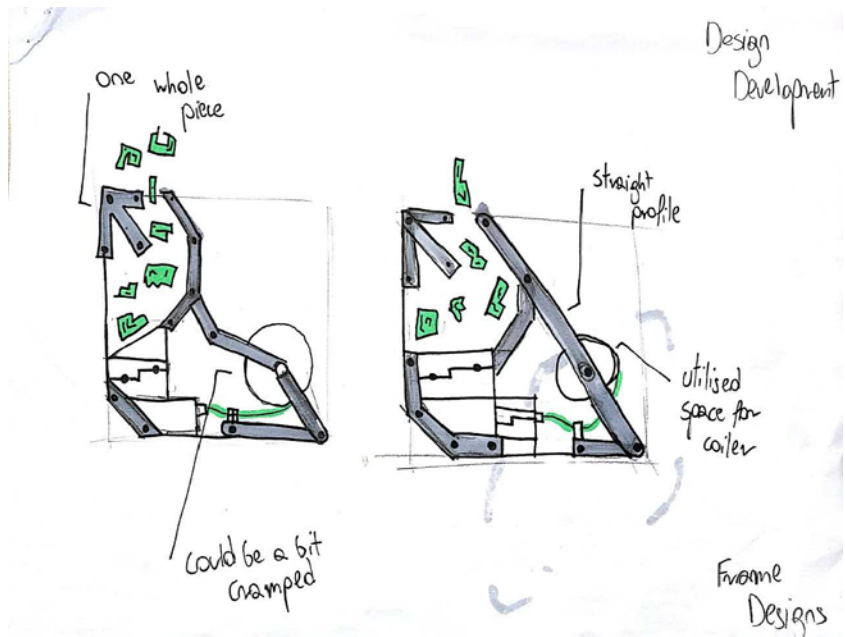 Design
Development
one whole
piece
straight
profile
utilised
space for
coiler
could be a bit
cramped
Frame
Designs